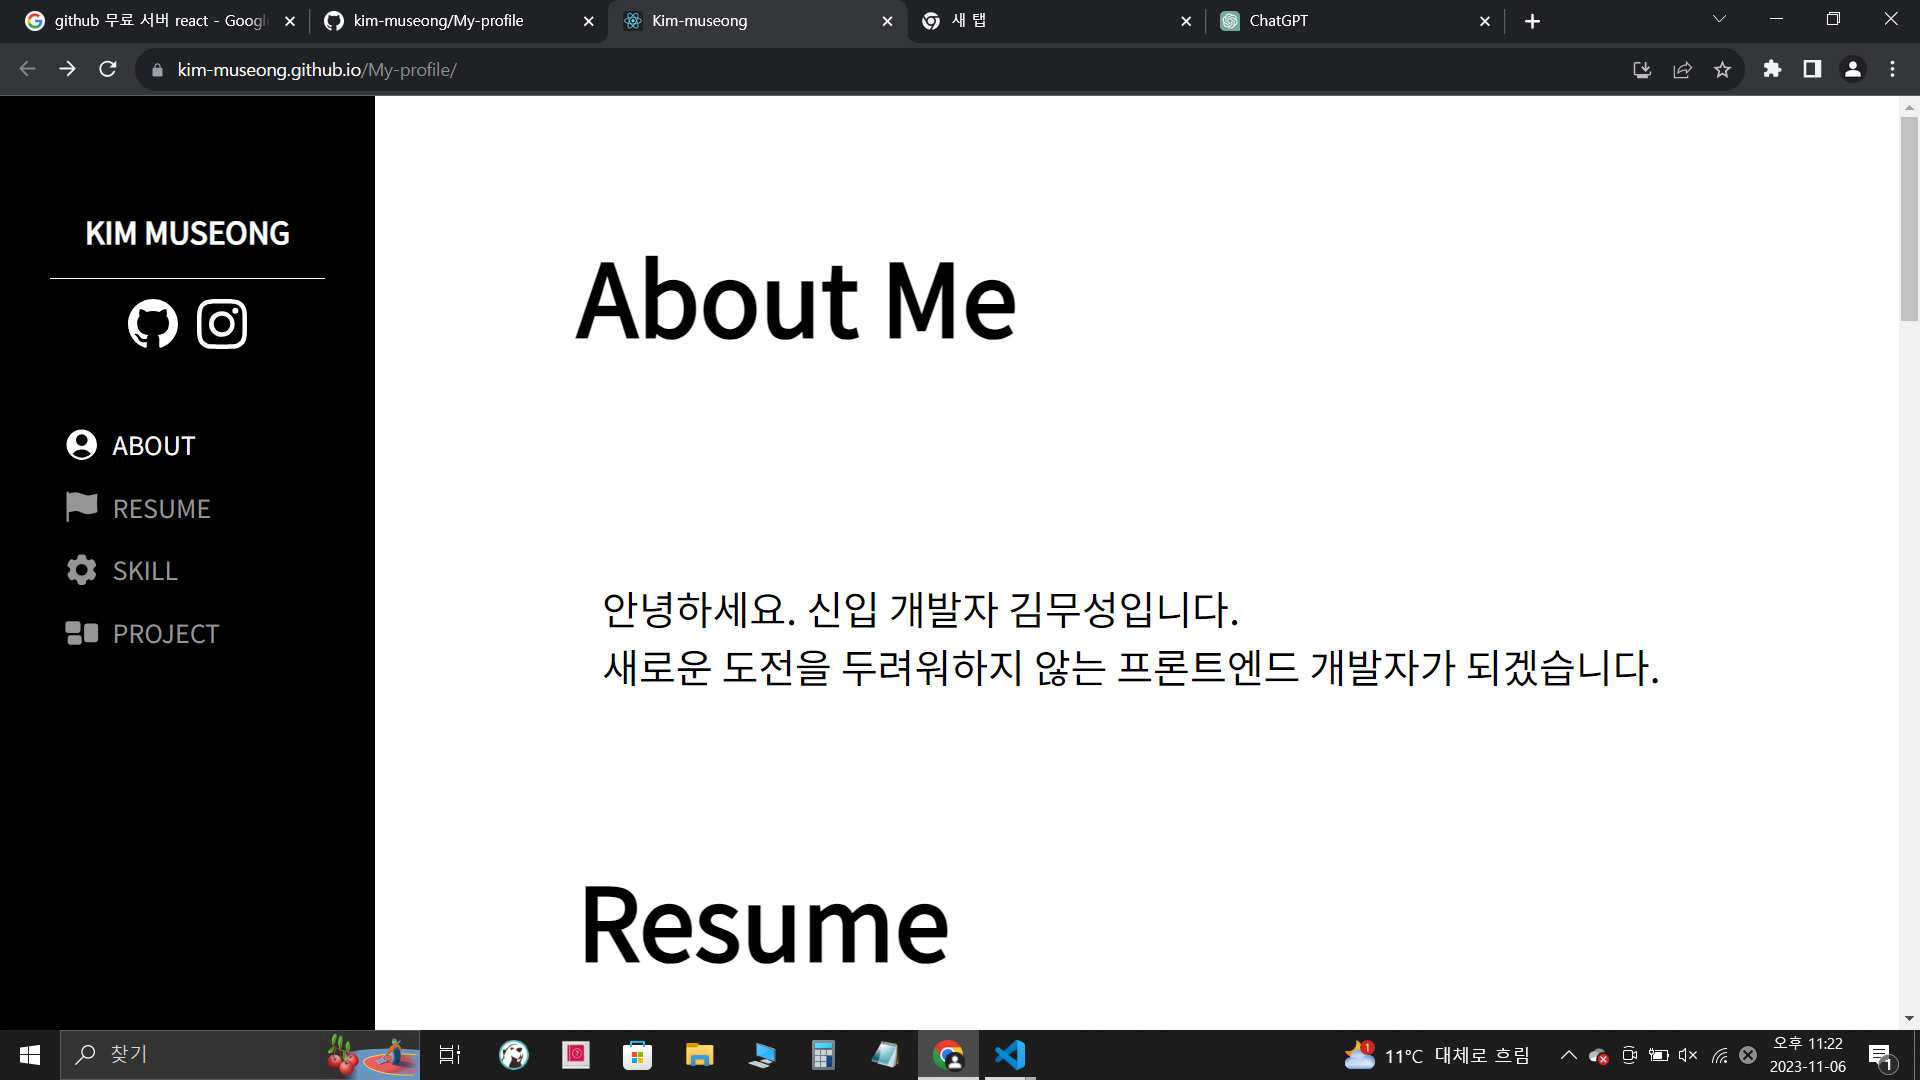 github 무료 서버 react - Googl
kim-museong/My-profile
Kim-museong
새 탭
ChatGPT
kim-museong.github.io/My-profile/
KIM MUSEONG
ABOUT
RESUME
SKILL
PROJECT
About Me
안녕하세요. 신입 개발자 김무성입니다.
새로운 도전을 두려워하지 않는 프론트엔드 개발자가 되겠습니다.
Resume
찾기
1
11°C 대체로 흐림
오후 11:22
2023-11-06
1